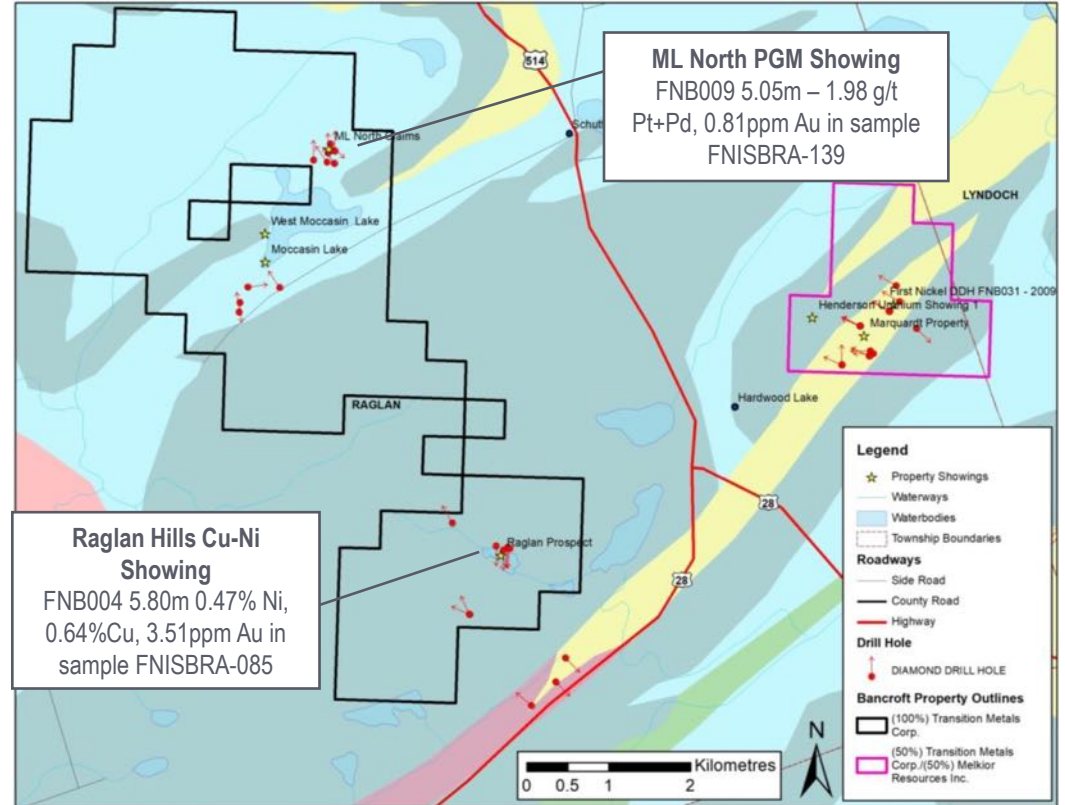 514
ML North PGM Showing
FNB009 5.05m – 1.98 g/t
Pt+Pd, 0.81ppm Au in sample
FNISBRA-139
ML North Claims
West Moccasin Lake
Moccasin Lake
LYNDOCH
First Nickel DDH FNB031 - 2009
Henderson Uranium Showing 1
Marquardt Property
Hardwood Lake
RAGLAN
28
28
Raglan Prospect
Raglan Hills Cu-Ni
Showing
FNB004 5.80m 0.47% Ni,
0.64%Cu, 3.51ppm Au in
sample FNISBRA-085
Legend
Property Showings
Waterways
Waterbodies
Township Boundaries
Roadways
Side Road
County Road
Highway
Drill Hole
DIAMOND DRILL HOLE
Bancroft Property Outlines
(100%) Transition Metals
Corp.
(50%) Transition Metals
Corp./(50%) Melkior
Resources Inc.
N
Kilometres
0 0.5 1 2